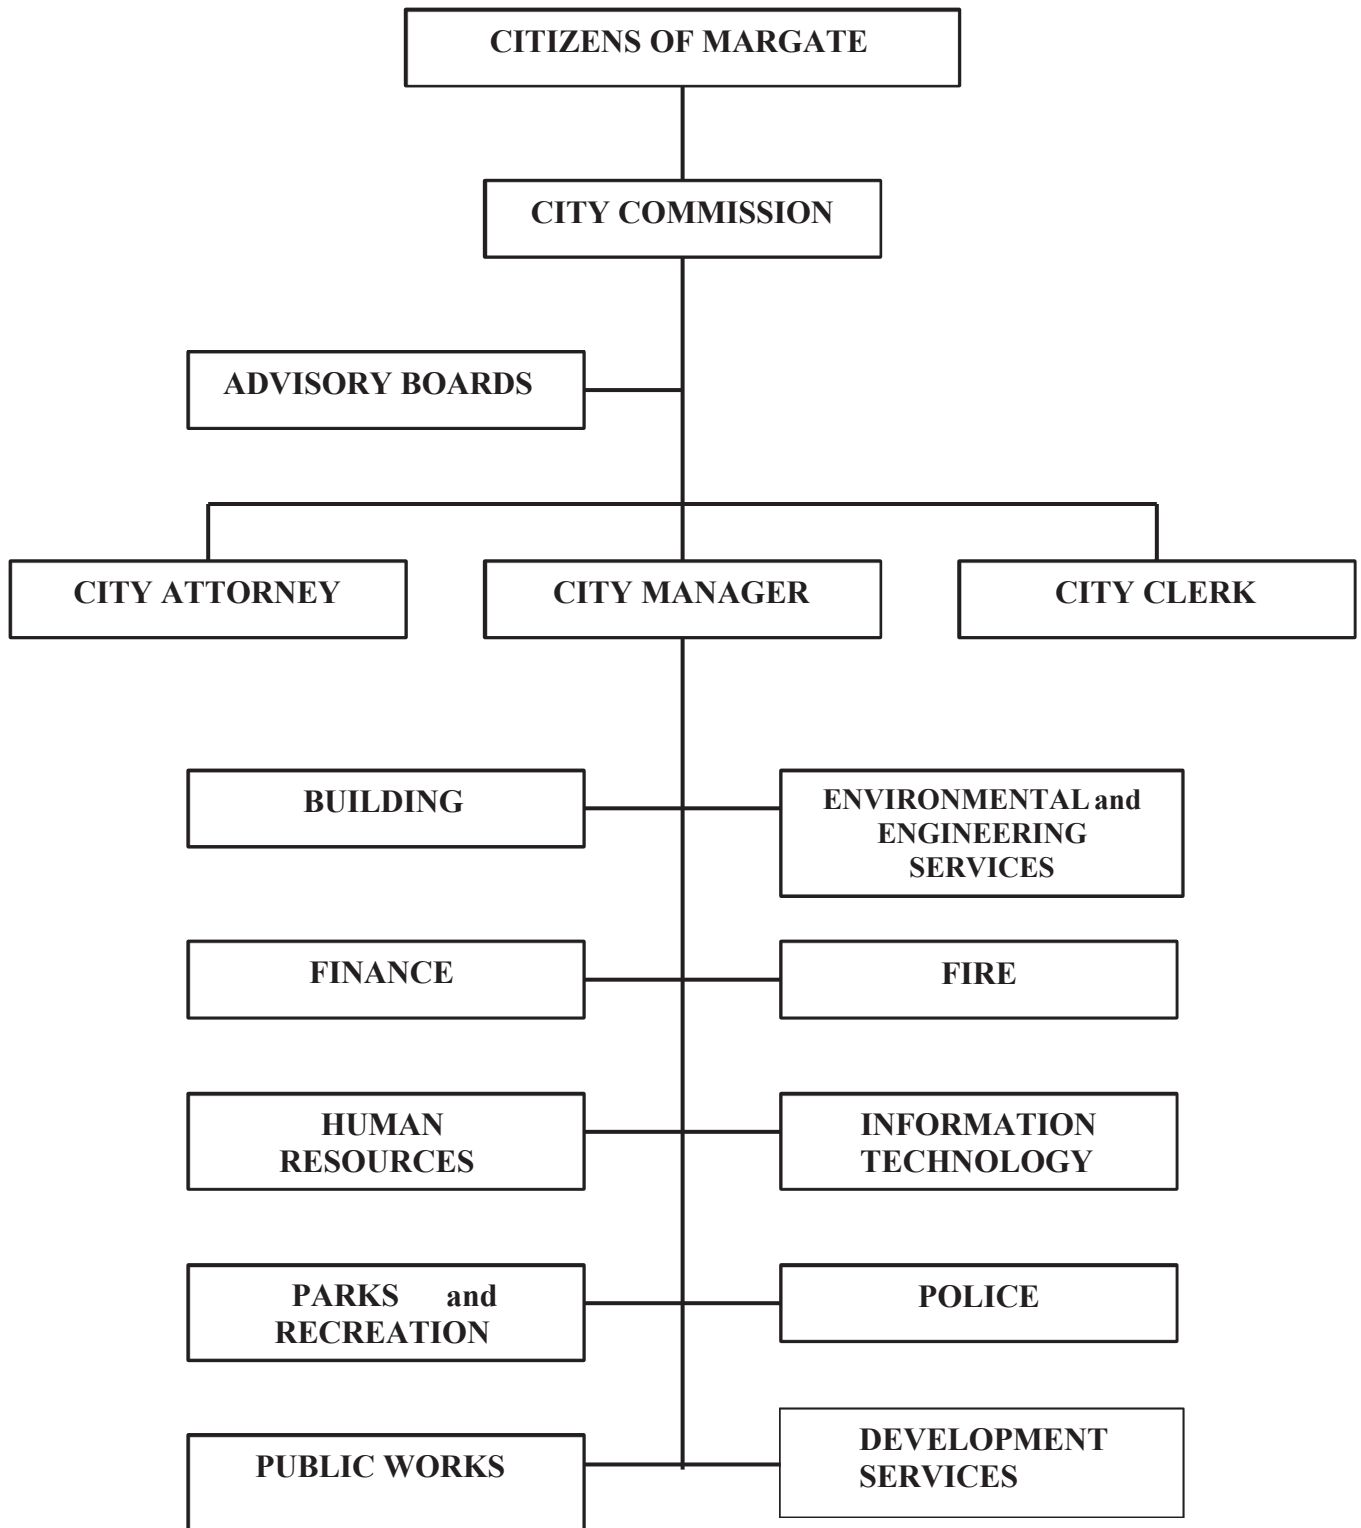 CITIZENS OF MARGATE
CITY COMMISSION
ADVISORY BOARDS
CITY ATTORNEY
CITY MANAGER
CITY CLERK
BUILDING
ENVIRONMENTAL and
ENGINEERING
SERVICES
FINANCE
FIRE
HUMAN
RESOURCES
INFORMATION
TECHNOLOGY
PARKS and
RECREATION
POLICE
PUBLIC WORKS
DEVELOPMENT
SERVICES